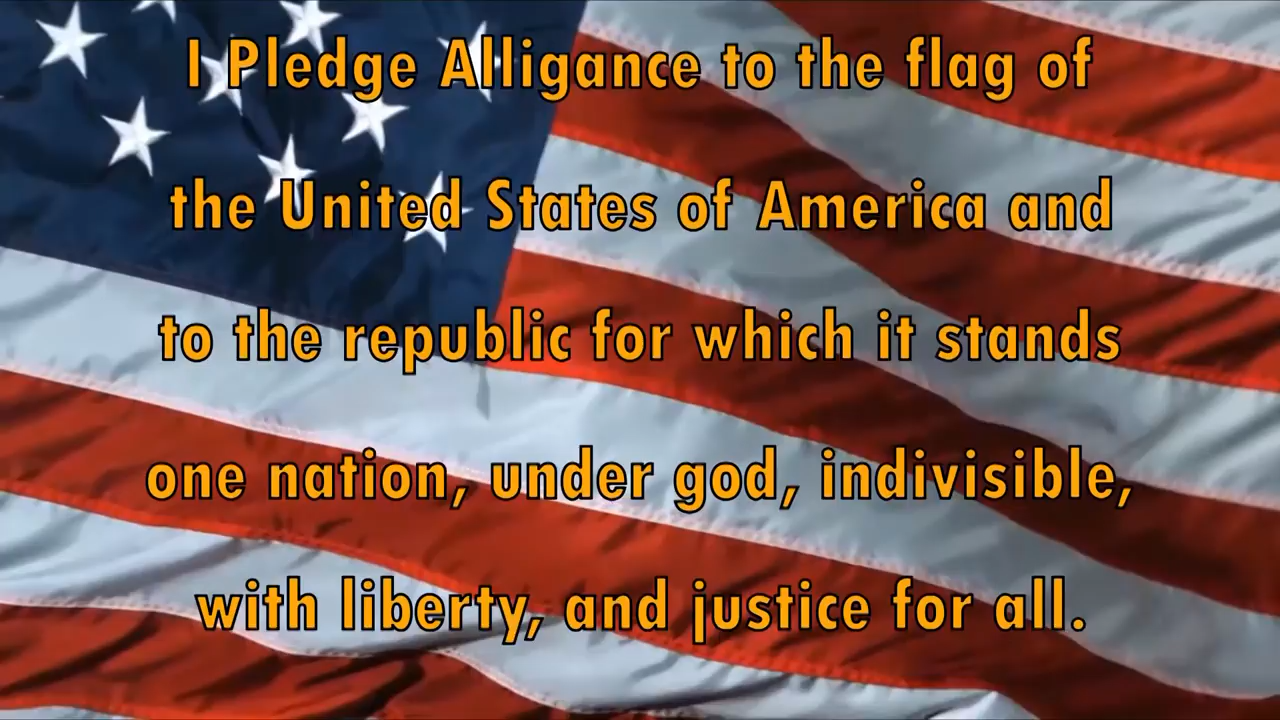 I Pledge Alligance to the flag of
the United States of America and
to the republic for which it stands
one nation, under god, indivisible,
with liberty, and justice for all.